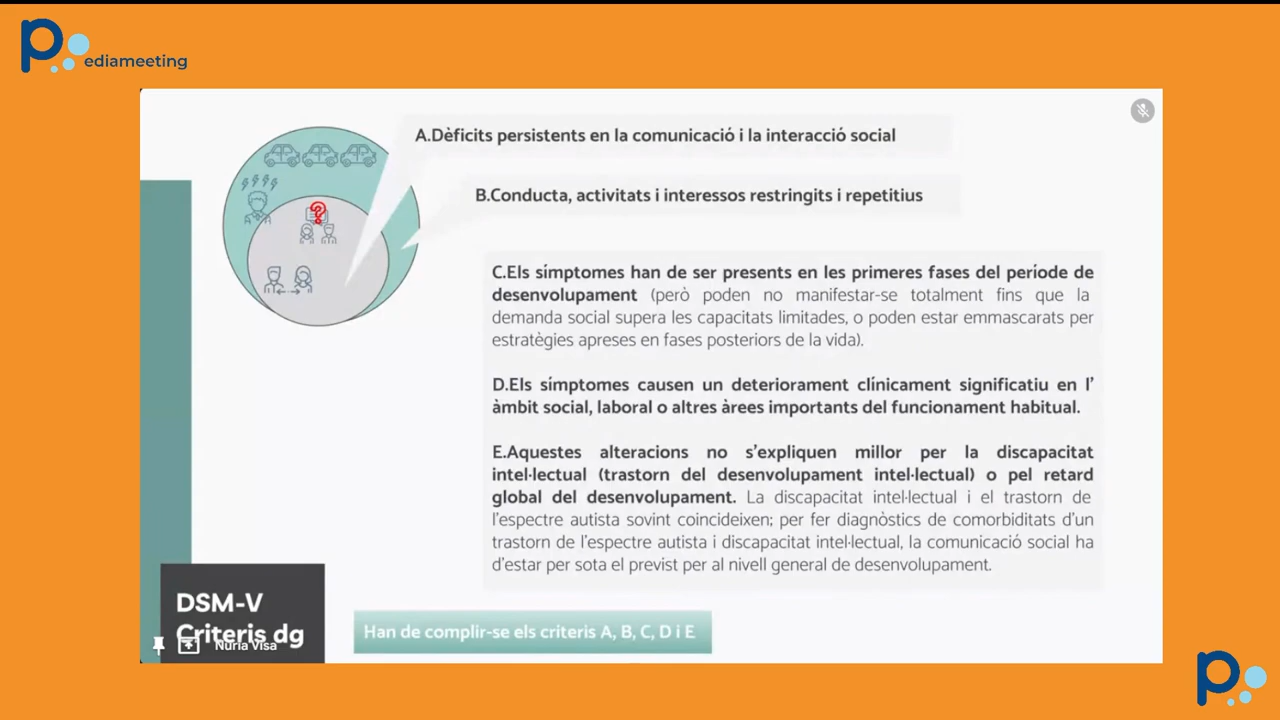 p
ediameeting
A.Dèficits persistents en la comunicació i la interacció social
B.Conducta, activitats i interessos restringits i repetitius
?
C.Els símptomes han de ser presents en les primeres fases del període de
desenvolupament (però poden no manifestar-se totalment fins que la
demanda social supera les capacitats limitades, o poden estar emmascarats per
estratègies apreses en fases posteriors de la vida).
D.Els símptomes causen un deteriorament clínicament significatiu en l'
àmbit social, laboral o altres àrees importants del funcionament habitual.
E.Aquestes alteracions no s'expliquen millor per la discapacitat
intel·lectual (trastorn del desenvolupament intel·lectual) o pel retard
global del desenvolupament. La discapacitat intel·lectual i el trastorn de
l'espectre autista sovint coincideixen; per fer diagnòstics de comorbiditats d'un
trastorn de l'espectre autista i discapacitat intel·lectual, la comunicació social ha
d'estar per sota el previst per al nivell general de desenvolupament.
DSM-V
Criteris dg
Núria Visa
Han de complir-se els criteris A, B, C, D i E
p